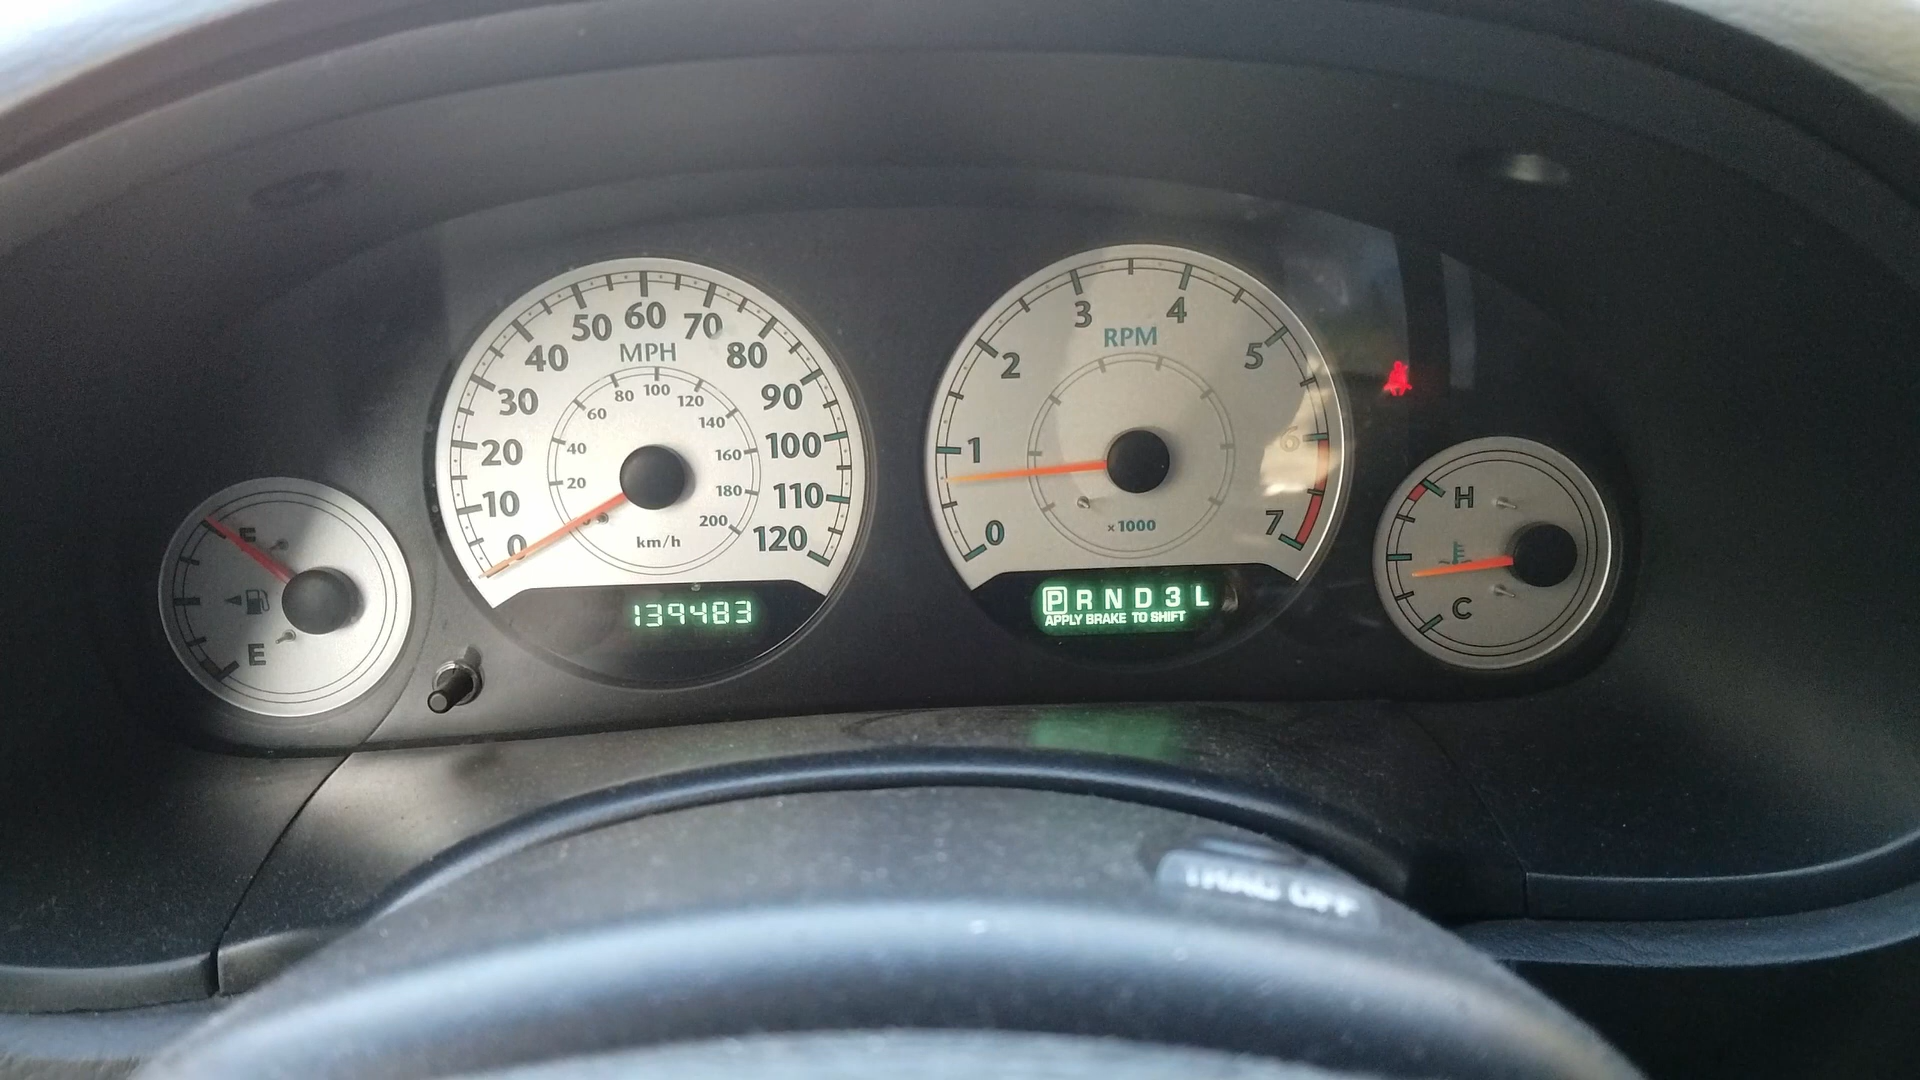 0 10 20 30 40 50 60 70 80 90 100 110 120
MPH
20 40 60 80 100 120 140 160 180 200
km/h
139483
0 1 2 3 4 5 6 7
RPM
x1000
P R N D 3 L
APPLY BRAKE TO SHIFT
F
E
H
C
TRAC OFF